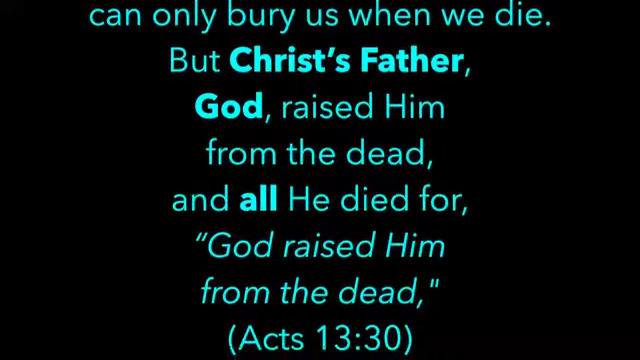 can only bury us when we die.
But Christ's Father,
God, raised Him
from the dead,
and all He died for,
“God raised Him
from the dead,"
(Acts 13:30)